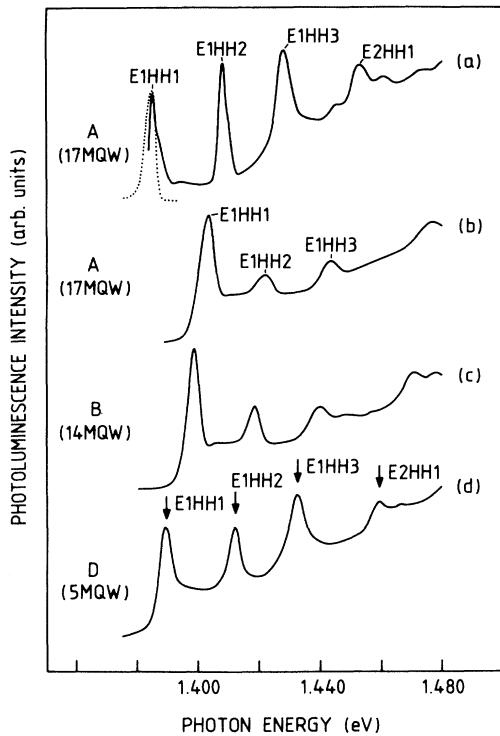 E1HH1
E1HH2
E1HH3
E2HH1
(a)
A
(17MQW)
E1HH1
E1HH2
E1HH3
(b)
A
(17MQW)
(c)
B
(14MQW)
E1HH1
E1HH2
E1HH3
E2HH1
(d)
D
(5MQW)
PHOTOLUMINESCENCE INTENSITY (arb. units)
1.400
1.440
1.480
PHOTON ENERGY (eV)